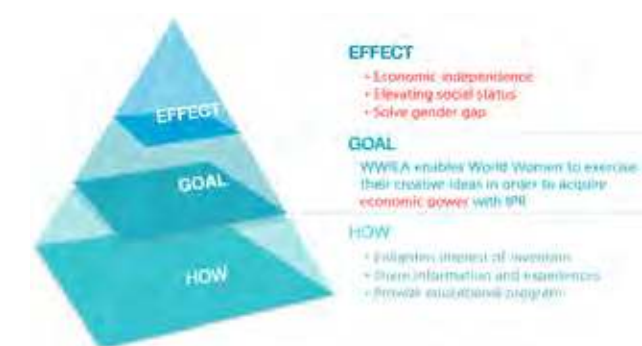 EFFECT
GOAL
HOW
EFFECT
• Economic independence
• Elevating social status
• Solve gender gap
GOAL
enables World Women to exercise
their creative ideas in order to acquire
economic power with IPR
HOW
• interest of invention
• Share information and experiences
• Provide educational program